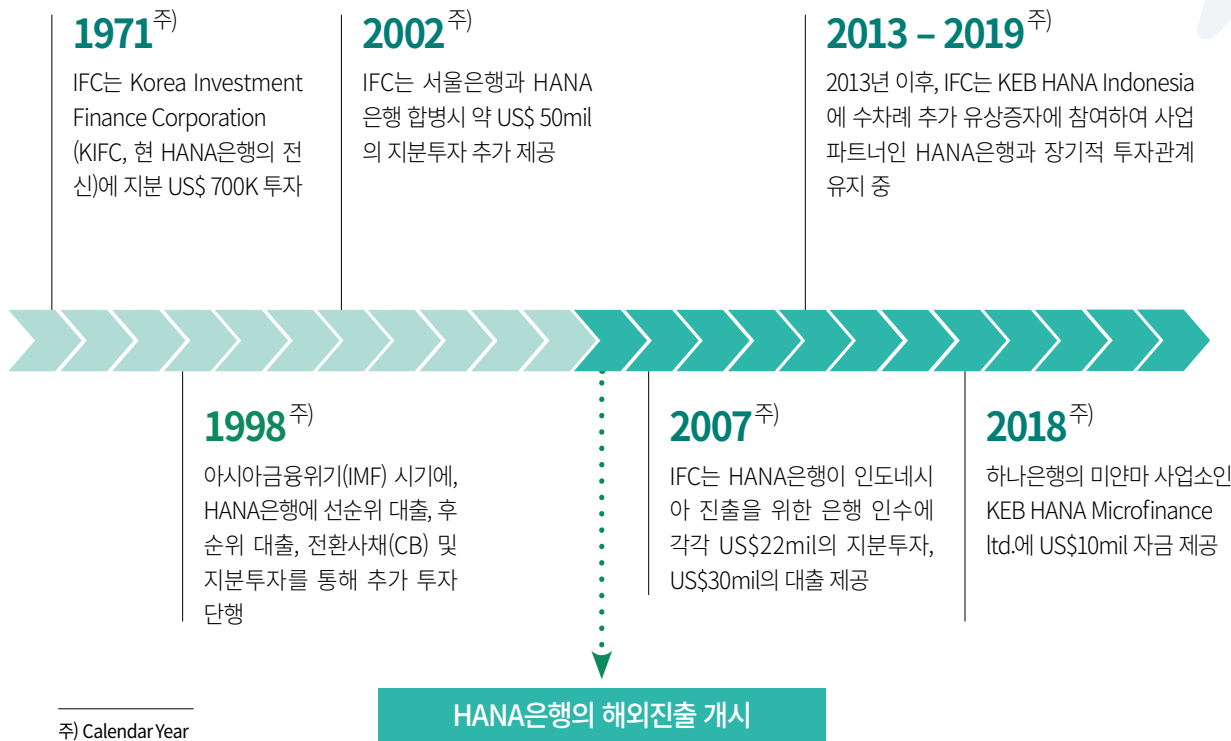 1971주)
IFC는 Korea Investment
Finance Corporation
(KIFC, 현 HANA은행의 전
신)에 지분 US$ 700K 투자
2002주)
IFC는 서울은행과 HANA
은행 합병시 약 US$ 50mil
의 지분투자 추가 제공
2013 – 2019주)
2013년 이후, IFC는 KEB HANA Indonesia
에 수차례 추가 유상증자에 참여하여 사업
파트너인 HANA은행과 장기적 투자관계
유지 중
1998주)
아시아금융위기(IMF) 시기에,
HANA은행에 선순위 대출, 후
순위 대출, 전환사채(CB) 및
지분투자를 통해 추가 투자
단행
2007주)
IFC는 HANA은행이 인도네시
아 진출을 위한 은행 인수에
각각 US$22mil의 지분투자,
US$30mil의 대출 제공
2018주)
하나은행의 미얀마 사업소인
KEB HANA Microfinance
ltd.에 US$10mil 자금 제공
HANA은행의 해외진출 개시
주) Calendar Year